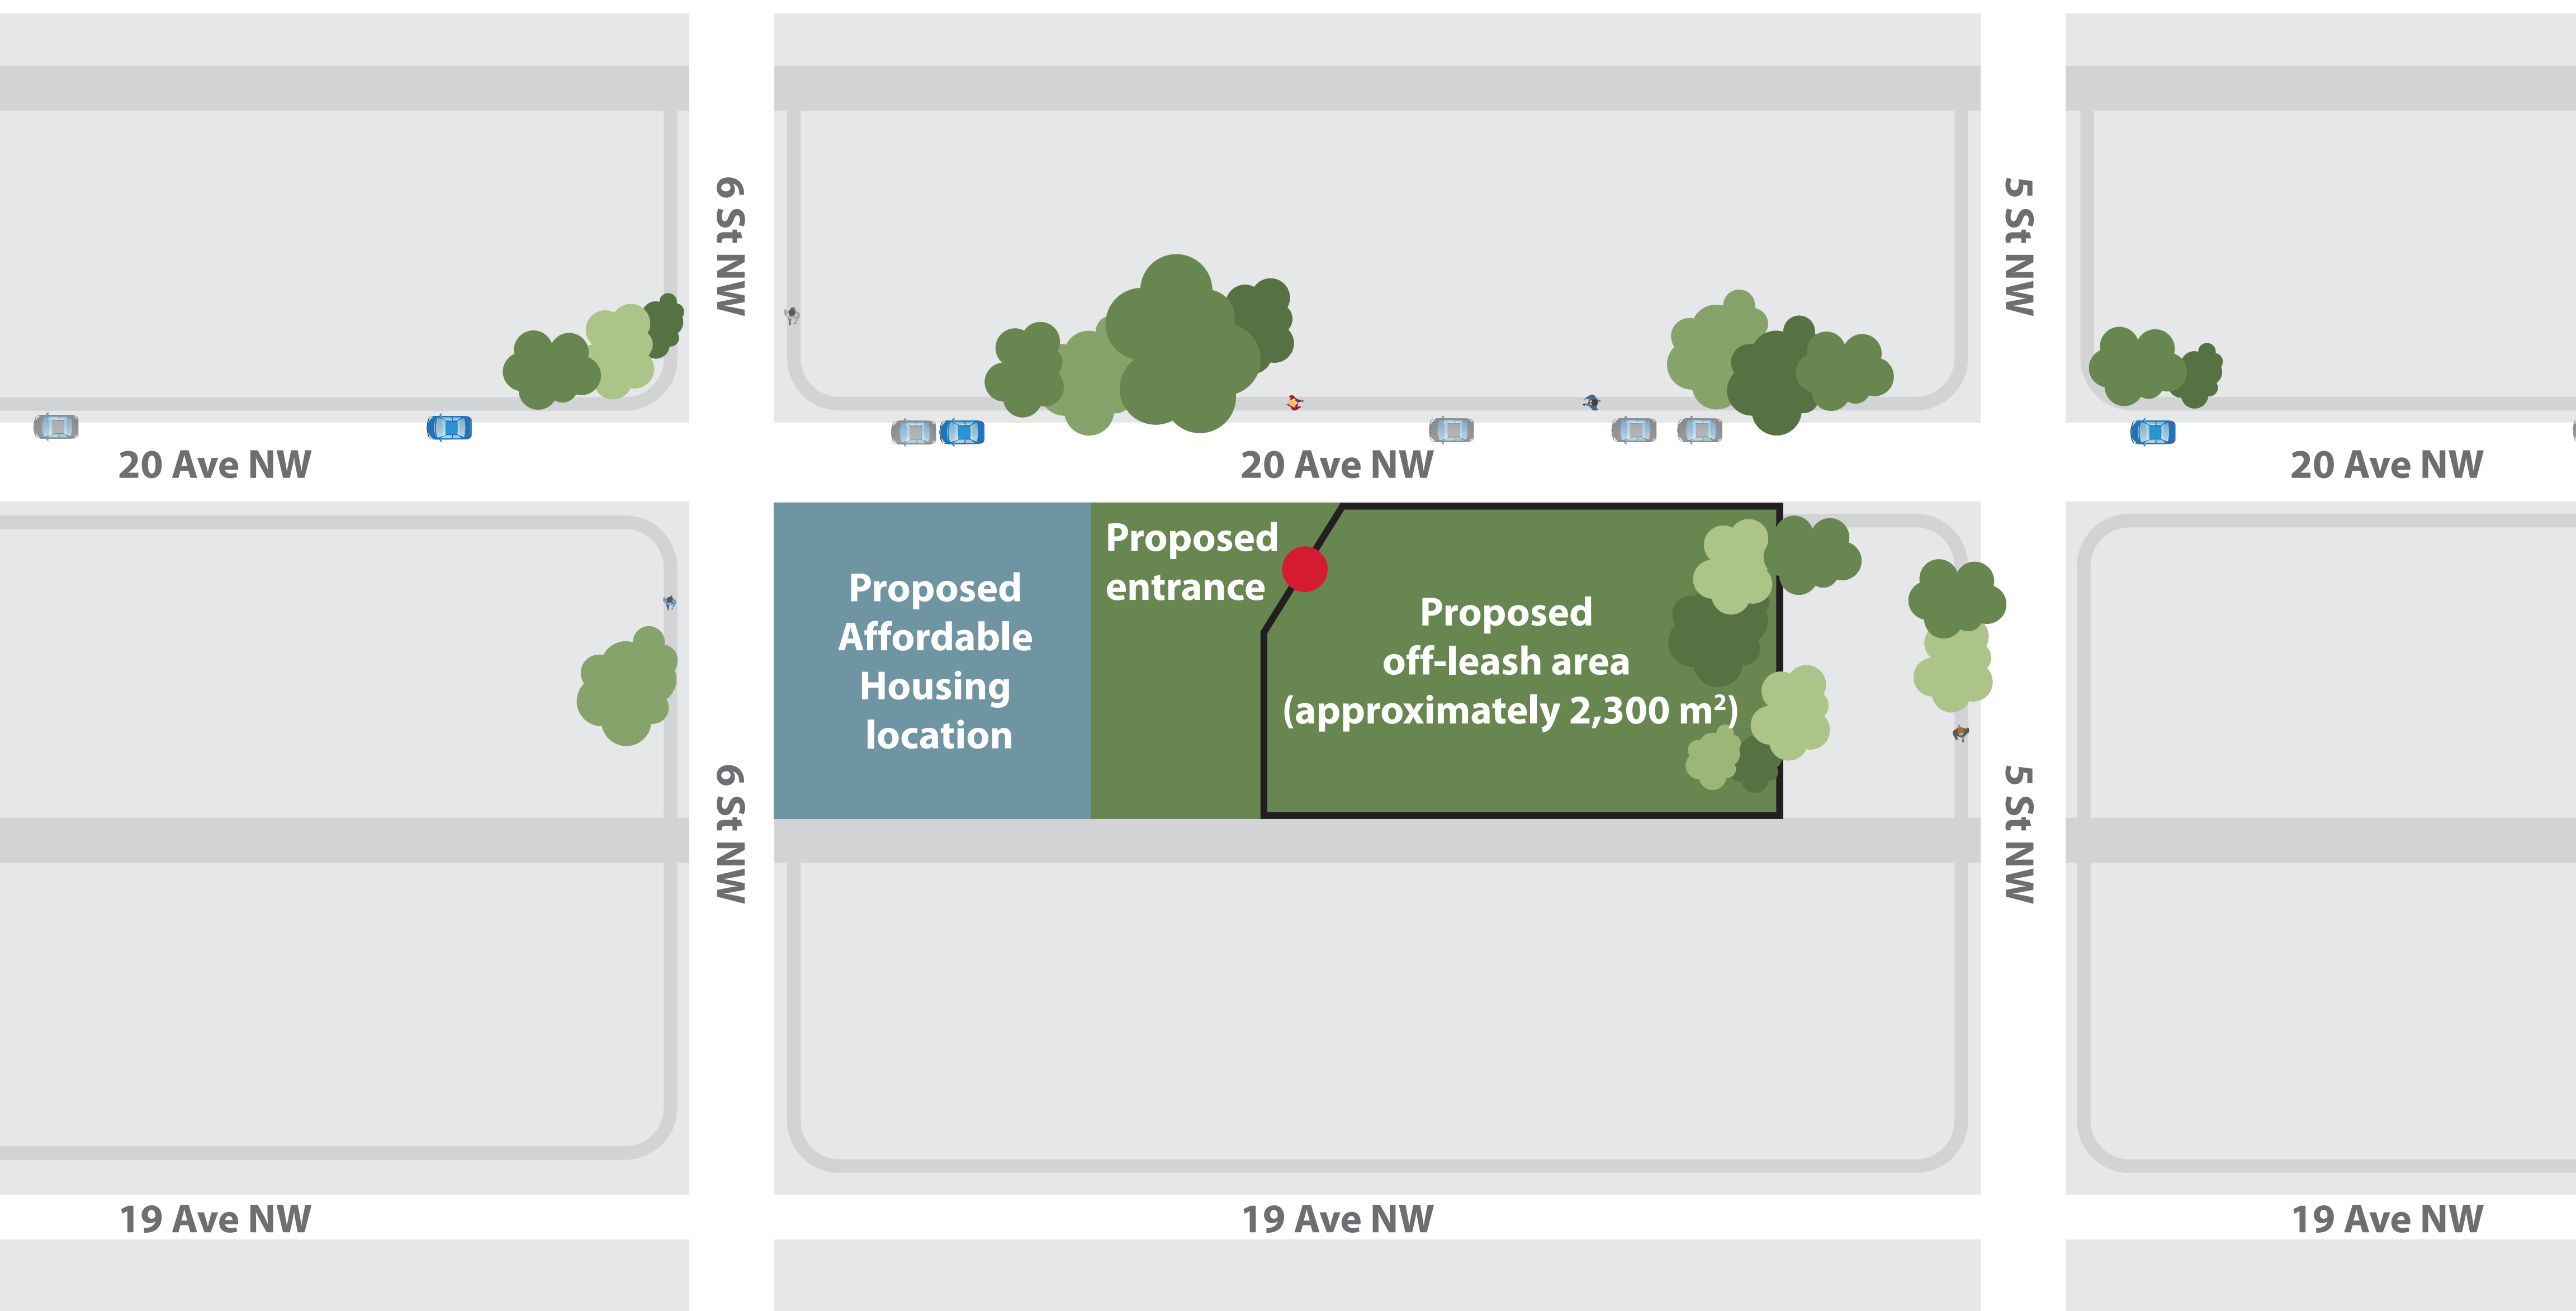 6 St NW
5 St NW
20 Ave NW
20 Ave NW
20 Ave NW
Proposed
Affordable
Housing
location
Proposed
entrance
Proposed
off-leash area
(approximately 2,300 m²)
6 St NW
5 St NW
19 Ave NW
19 Ave NW
19 Ave NW